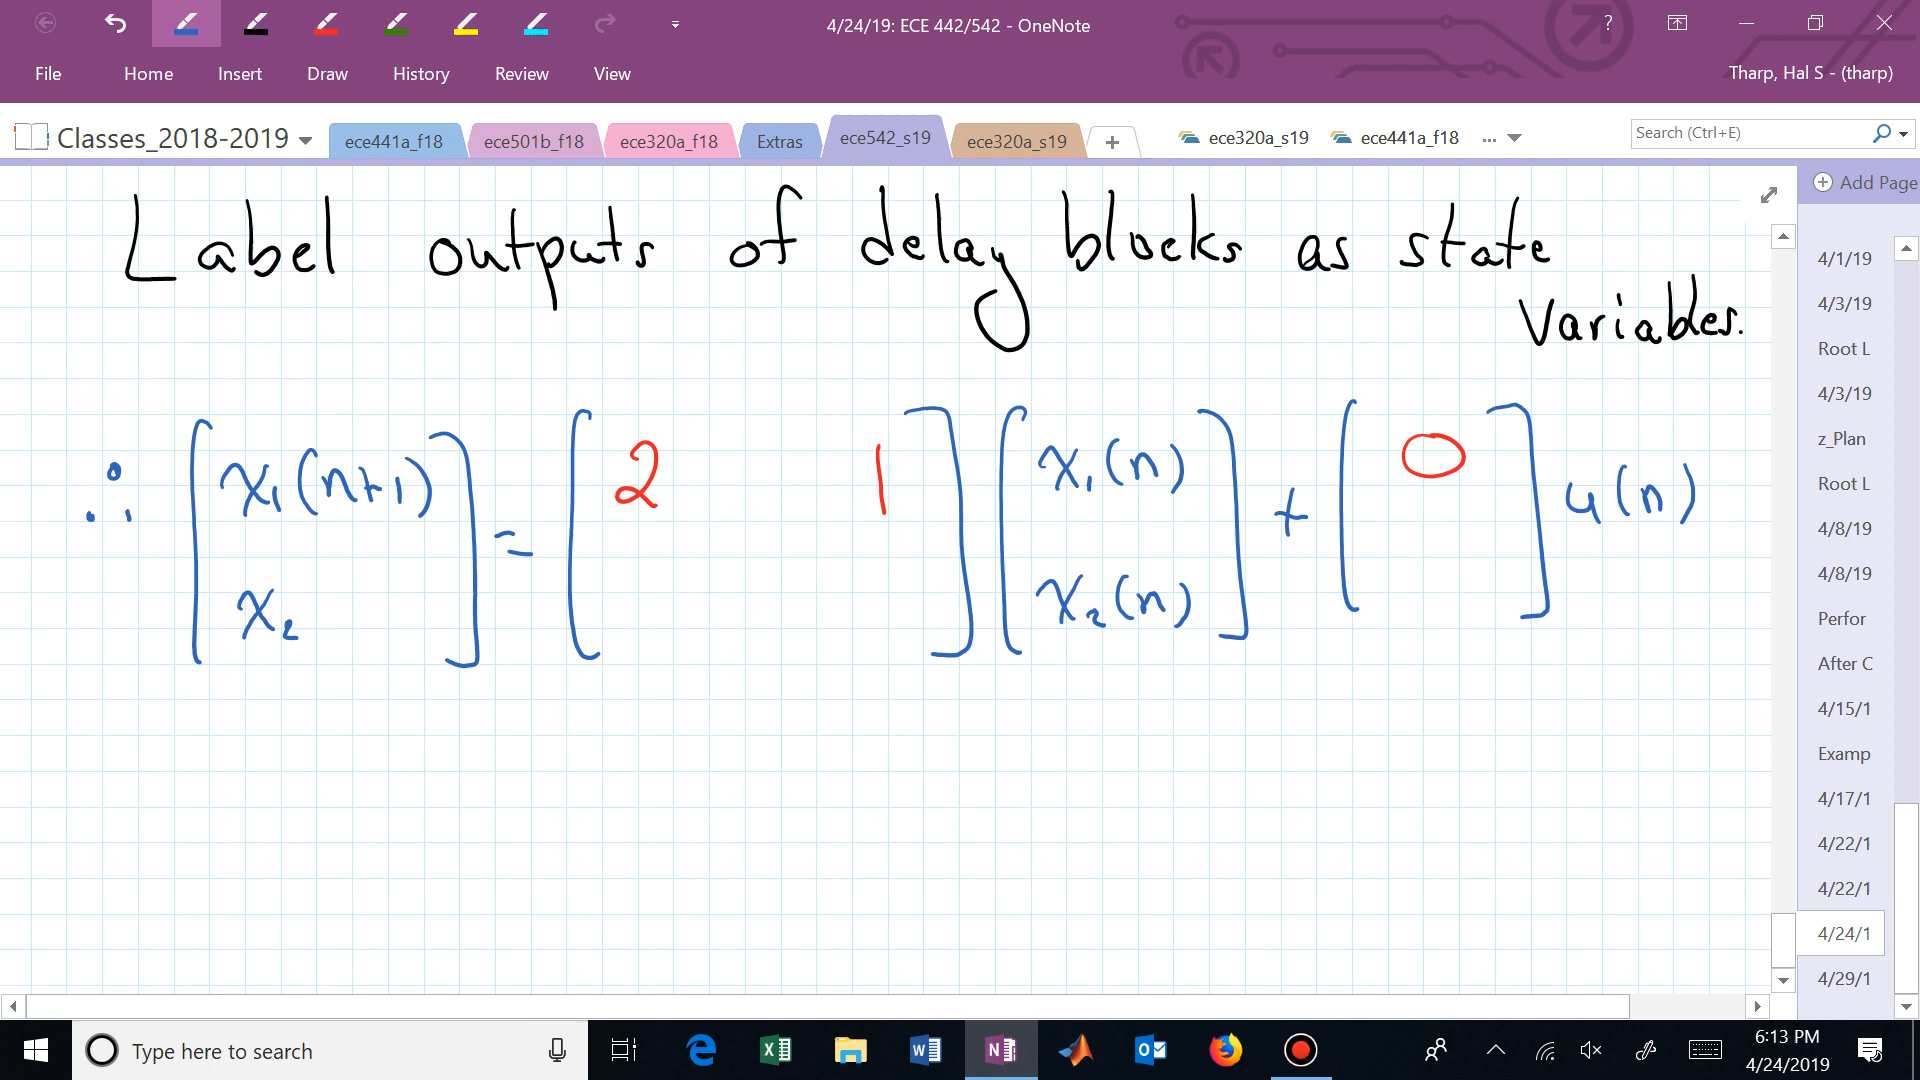 4/24/19: ECE 442/542 - OneNote
?
File Home Insert Draw History Review View
Tharp, Hal S - (tharp)
Classes_2018-2019
ece441a_f18 ece501b_f18 ece320a_f18 Extras ece542_s19 ece320a_s19 +
ece320a_s19 ece441a_f18 ...
Search (Ctrl+E)
Add Page
Label outputs of delay blocks as state
variables.
∴ [x₁(n+1) = [2 1] [x₁(n) + [0] u(n)
x₂] x₂(n)]
4/1/19
4/3/19
Root L
4/3/19
z_Plan
Root L
4/8/19
4/8/19
Perfor
After C
4/15/1
Examp
4/17/1
4/22/1
4/22/1
4/24/1
4/29/1
Type here to search
6:13 PM
4/24/2019